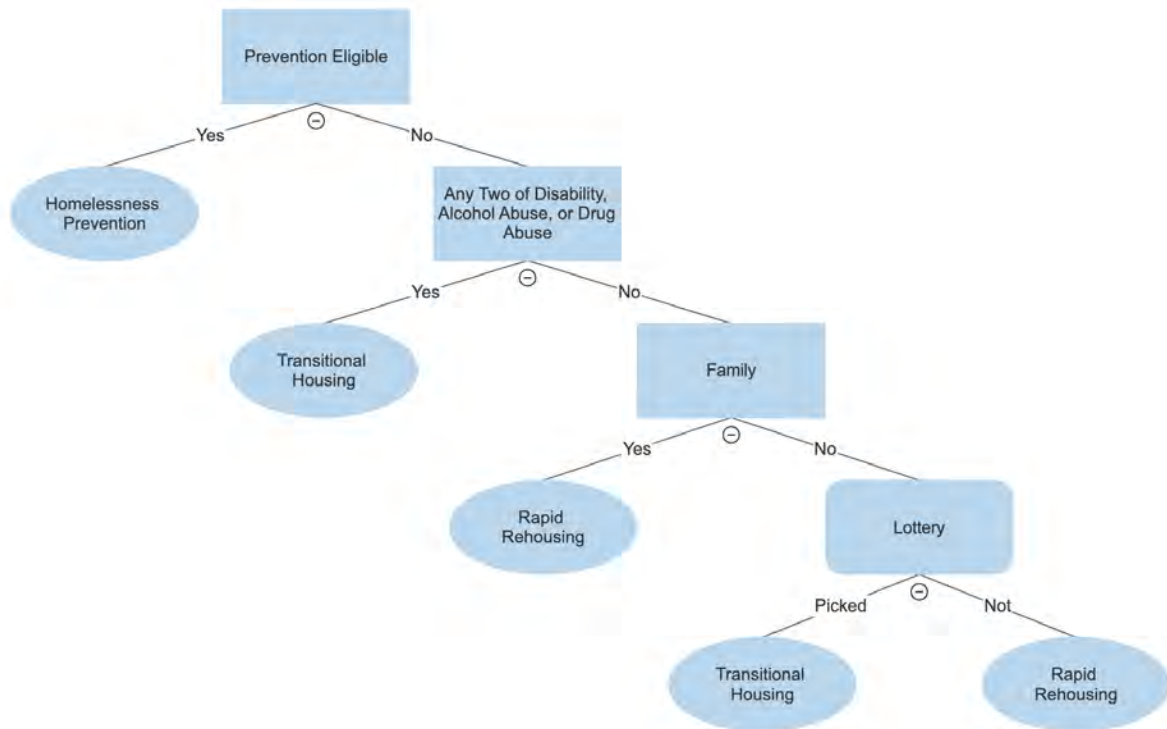 Prevention Eligible
Yes
No
Homelessness
Prevention
Any Two of Disability,
Alcohol Abuse, or Drug
Abuse
Yes
No
Transitional
Housing
Family
Yes
No
Rapid
Rehousing
Lottery
Picked
Not
Transitional
Housing
Rapid
Rehousing